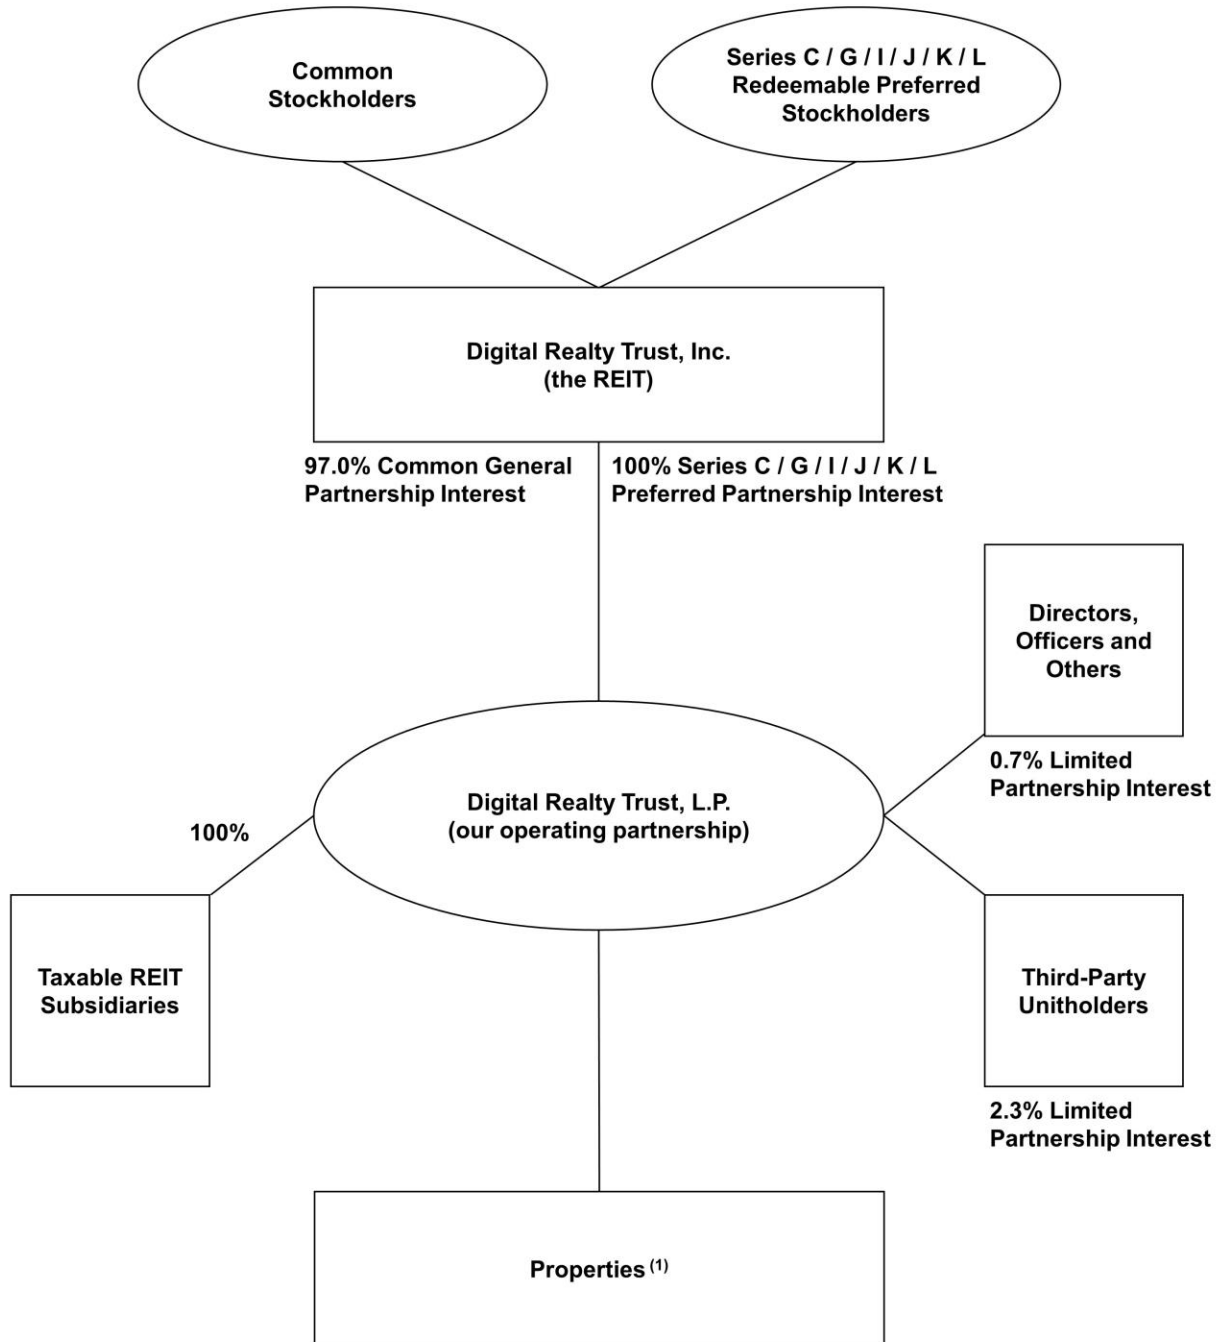 Common
Stockholders
Series C / G / I / J / K / L
Redeemable Preferred
Stockholders
Digital Realty Trust, Inc.
(the REIT)
97.0% Common General
Partnership Interest
100% Series C / G / I / J / K / L
Preferred Partnership Interest
Directors,
Officers and
Others
0.7% Limited
Partnership Interest
Digital Realty Trust, L.P.
(our operating partnership)
100%
Taxable REIT
Subsidiaries
Third-Party
Unitholders
2.3% Limited
Partnership Interest
Properties (1)